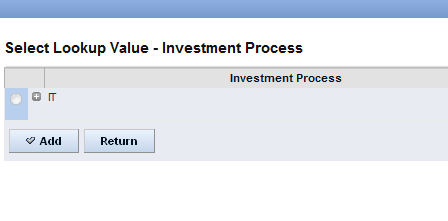 Select Lookup Value - Investment Process
Investment Process
IT
Add Return